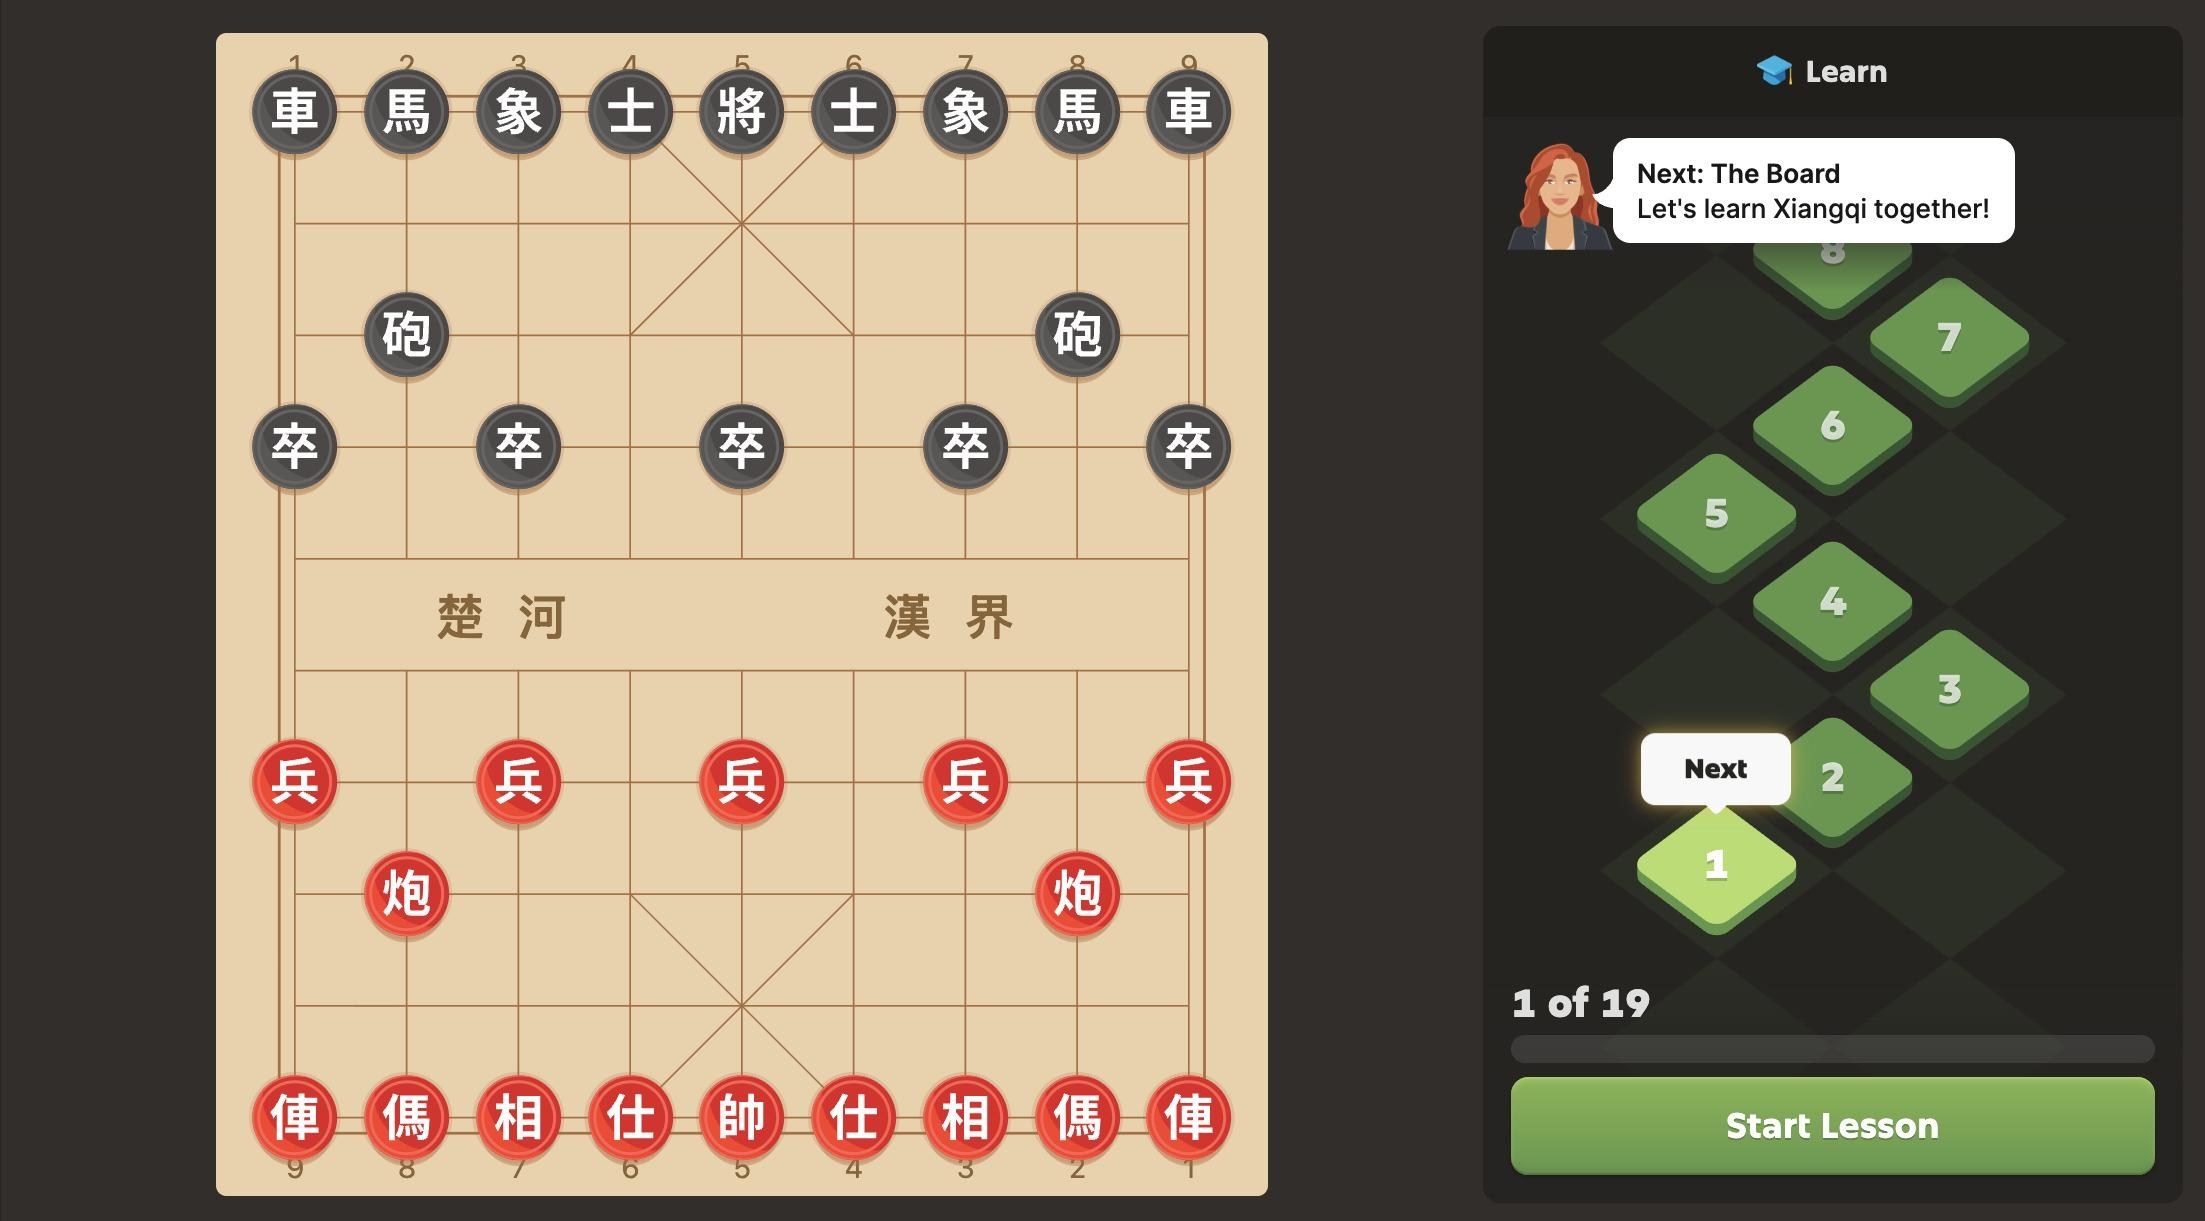 1 2 3 4 5 6 7 8 9
車 馬 象 士 將 士 象 馬 車
砲 砲
卒 卒 卒 卒 卒
楚 河 漢 界
兵 兵 兵 兵 兵
炮 炮
俥 傌 相 仕 帥 仕 相 傌 俥
9 8 7 6 5 4 3 2 1
Learn
Next: The Board
Let's learn Xiangqi together!
8
7
6
5
4
3
Next
2
1
1 of 19
Start Lesson